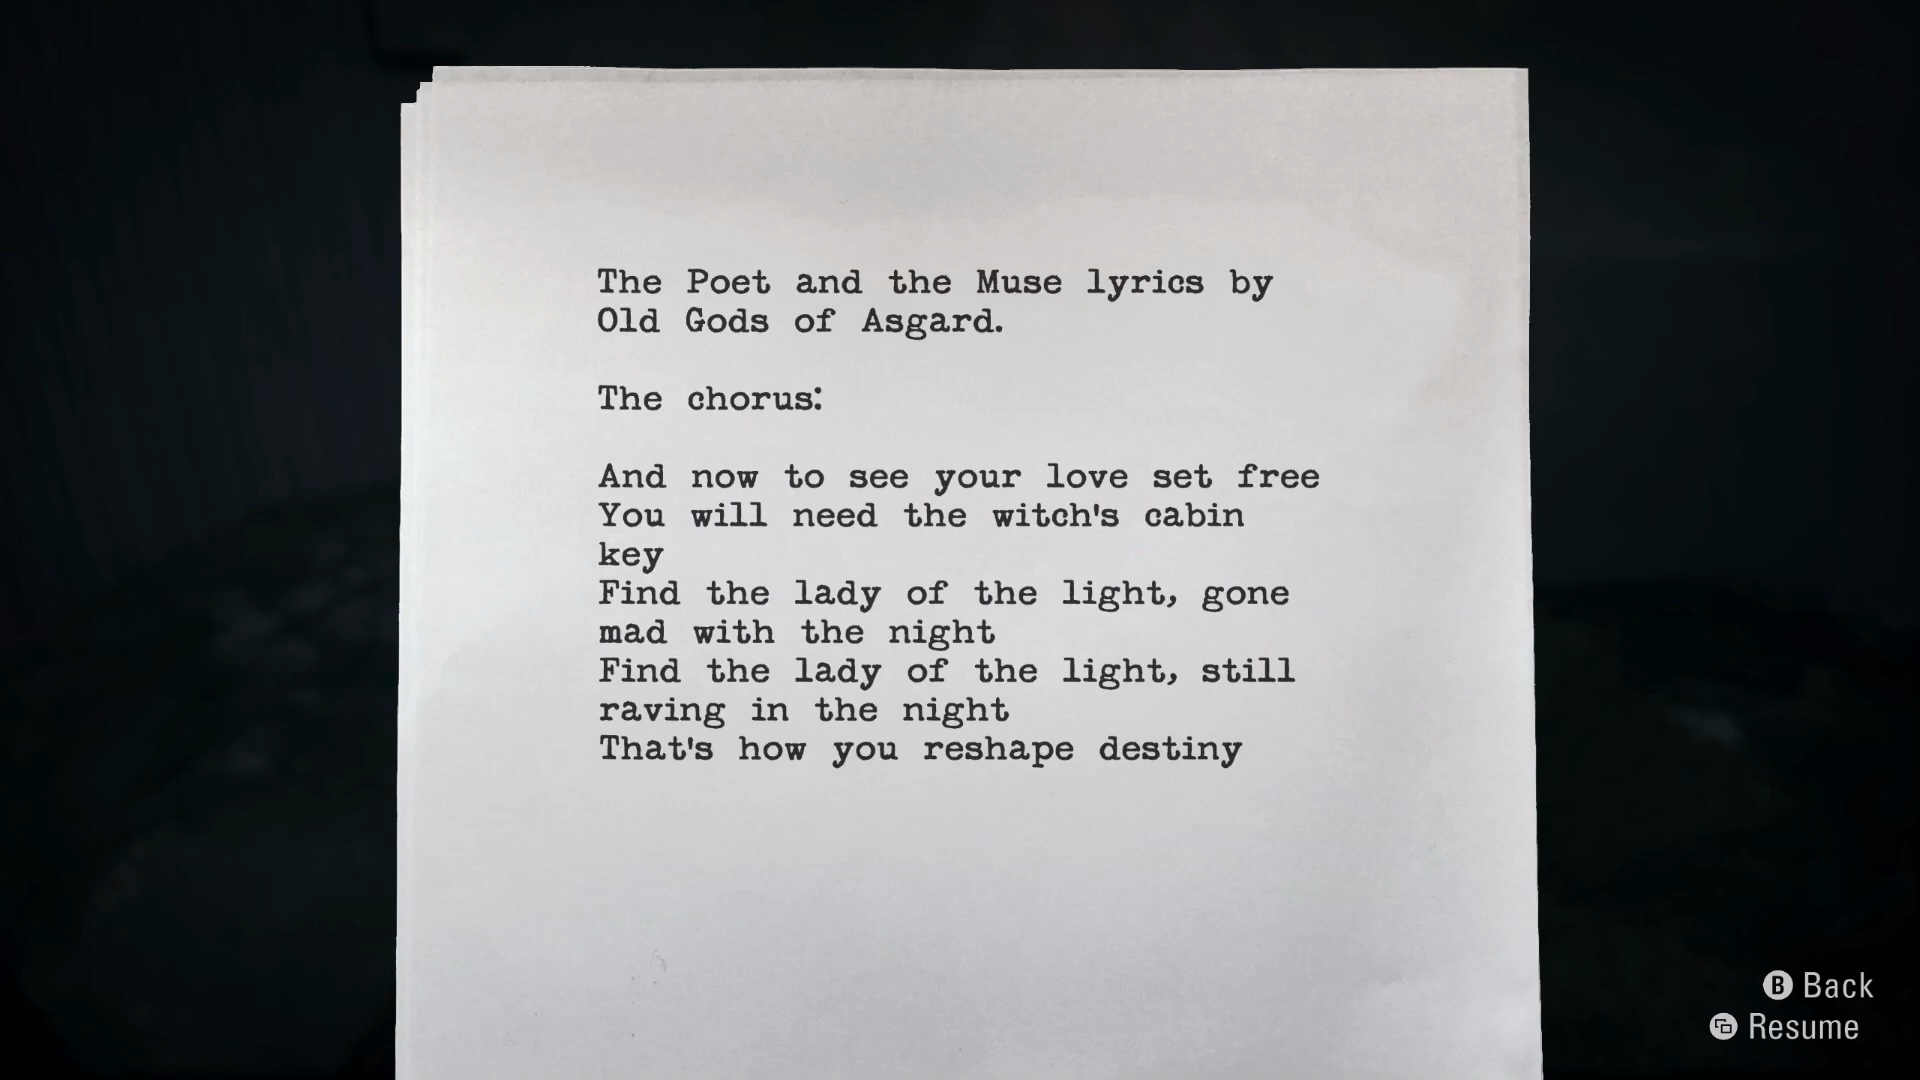 The Poet and the Muse lyrics by
Old Gods of Asgard.
The chorus:
And now to see your love set free
You will need the witch's cabin
key
Find the lady of the light, gone
mad with the night
Find the lady of the light, still
raving in the night
That's how you reshape destiny
B Back
Resume